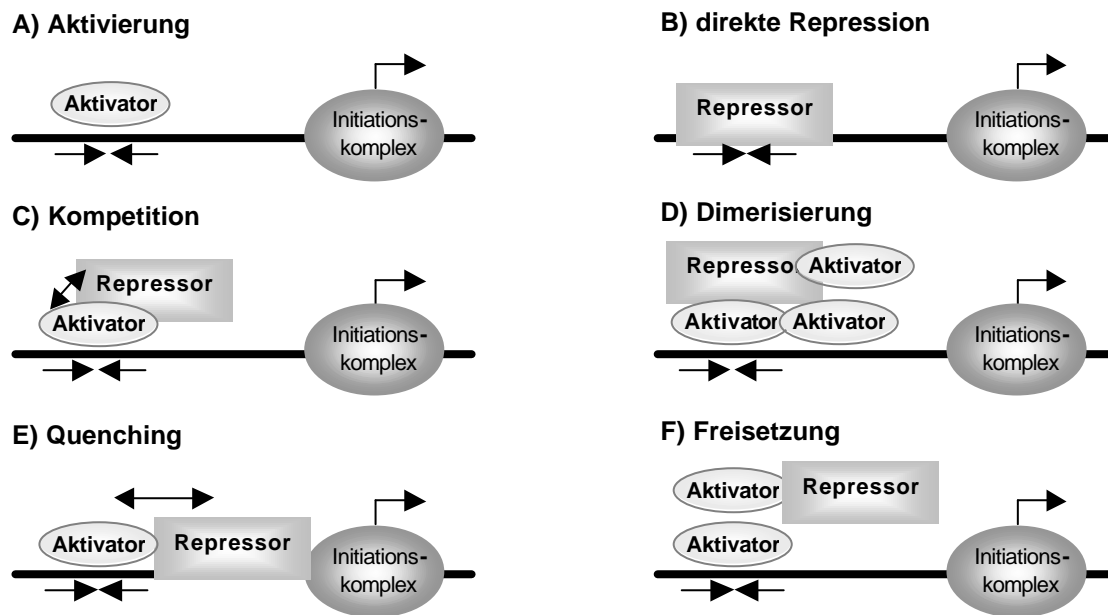 A) Aktivierung
Aktivator
Initiations-
komplex
B) direkte Repression
Repressor
Initiations-
komplex
C) Kompetition
Repressor
Aktivator
Initiations-
komplex
D) Dimerisierung
Repressor
Aktivator
Aktivator
Aktivator
Initiations-
komplex
E) Quenching
Aktivator
Repressor
Initiations-
komplex
F) Freisetzung
Aktivator
Repressor
Aktivator
Initiations-
komplex